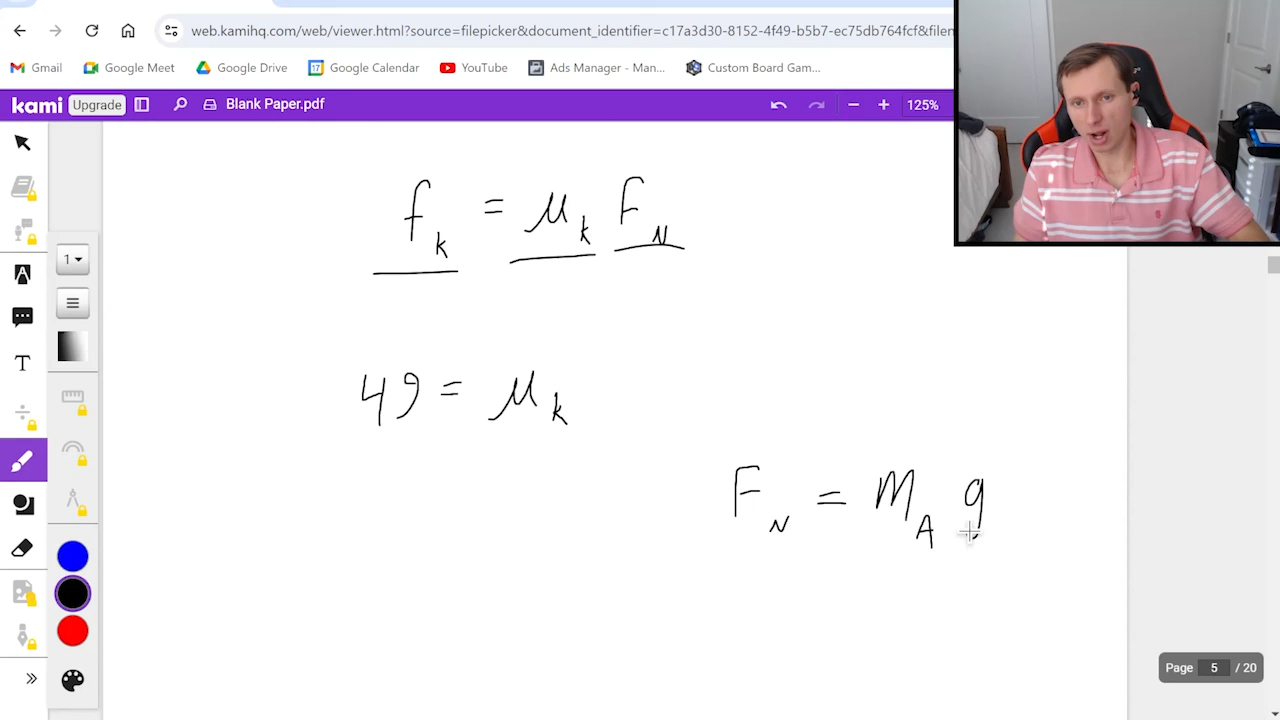 web.kamihq.com/web/viewer.html?source=filepicker&document_identifier=c17a3d30-8152-4f49-b5b7-ec75db764fcf&filen
Gmail Google Meet Google Drive 17 Google Calendar YouTube Ads Manager - Man... Custom Board Gam...
kami Upgrade Blank Paper.pdf 125%
f_k = μ_k F_N
1
T
49 = μ_k
F_N = m_A g
Page 5 / 20